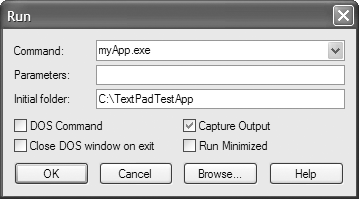 Run
Command: myApp.exe
Parameters:
Initial folder: C:\TextPadTestApp
DOS Command Capture Output
Close DOS window on exit Run Minimized
OK Cancel Browse... Help